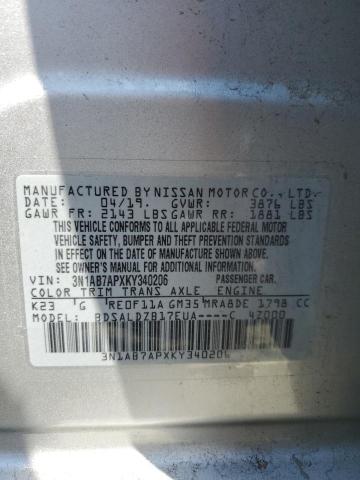 MANUFACTURED BY NISSAN MOTOR CO., LTD.
DATE: 04/19. GVWR: 3876 LBS
GAWR FR: 2143 LBS GAWR RR: 1881 LBS
THIS VEHICLE CONFORMS TO ALL APPLICABLE FEDERAL MOTOR
VEHICLE SAFETY, BUMPER AND THEFT PREVENTION STANDARDS
IN EFFECT ON THE DATE OF MANUFACTURE SHOWN ABOVE.
SEE OWNERS MANUAL FOR ADDITIONAL INFORMATION.
VIN: 3N1AB7APXKY340206 PASSENGER CAR.
COLOR TRIM TRANS AXLE ENGINE
K23 G RE0F11A GM35 MRA8DE 1798 CC
BDSALDZB17EUA----C 4Z000
3N1AB7APXKY340206